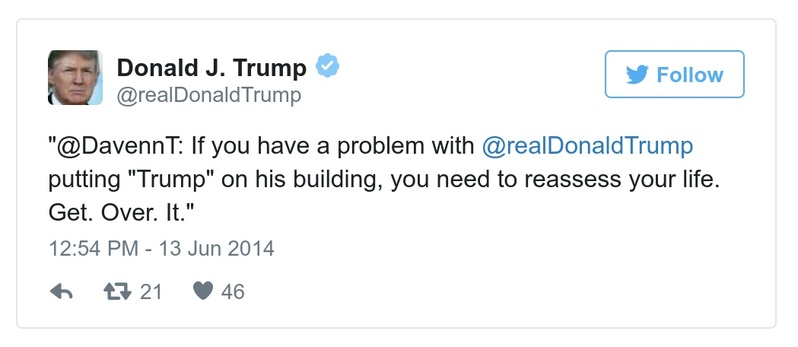 Donald J. Trump
@realDonaldTrump
Follow
"@DavennT: If you have a problem with @realDonaldTrump
putting "Trump" on his building, you need to reassess your life.
Get. Over. It."
12:54 PM - 13 Jun 2014
21 46